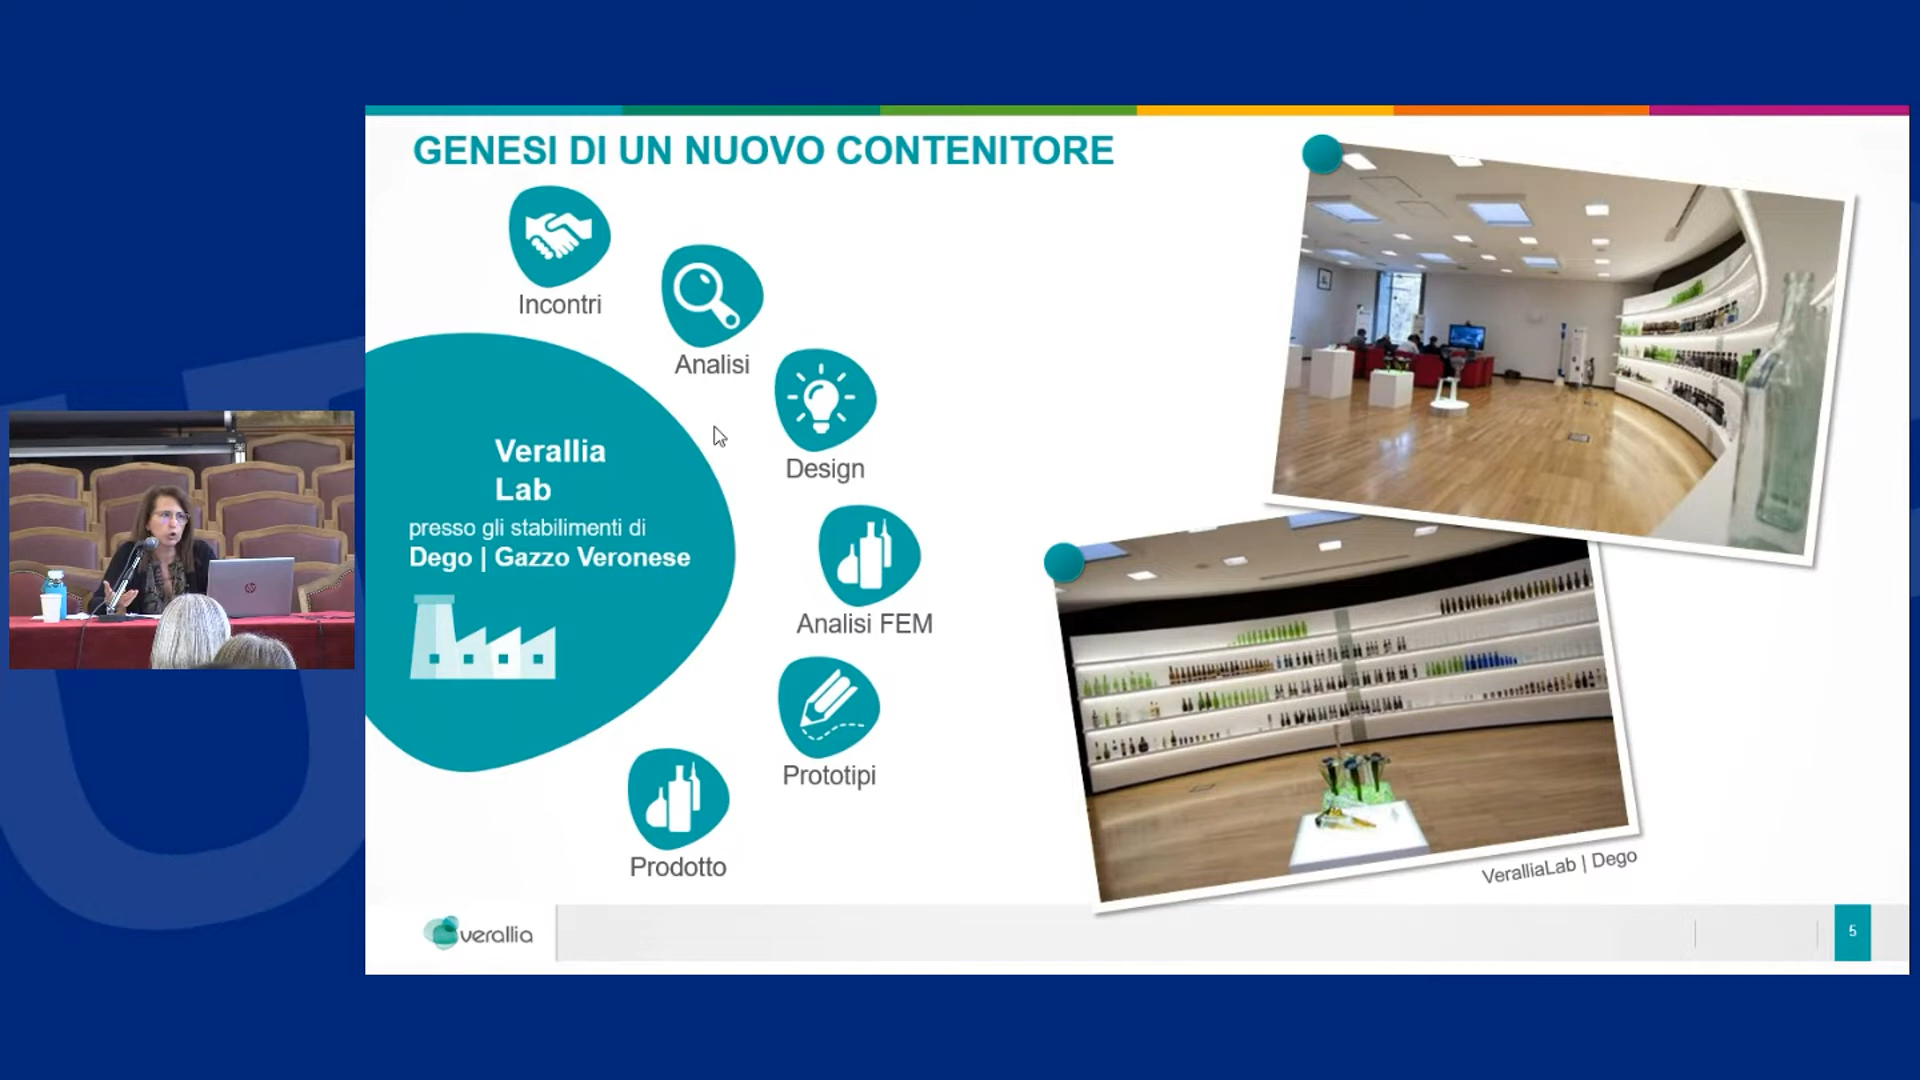 GENESI DI UN NUOVO CONTENITORE
Incontri
Analisi
Design
Verallia
Lab
presso gli stabilimenti di
Dego | Gazzo Veronese
Analisi FEM
Prototipi
Prodotto
VeralliaLab | Dego
verallia
5